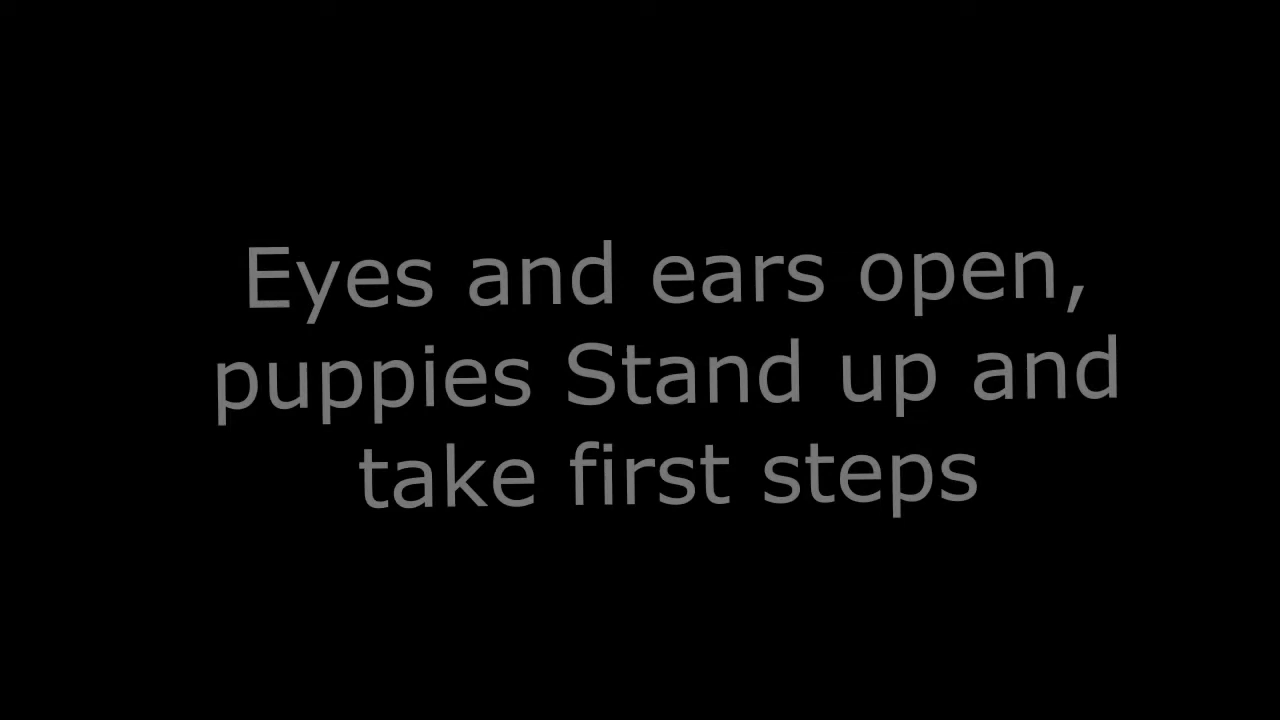 Eyes and ears open,
puppies Stand up and
take first steps